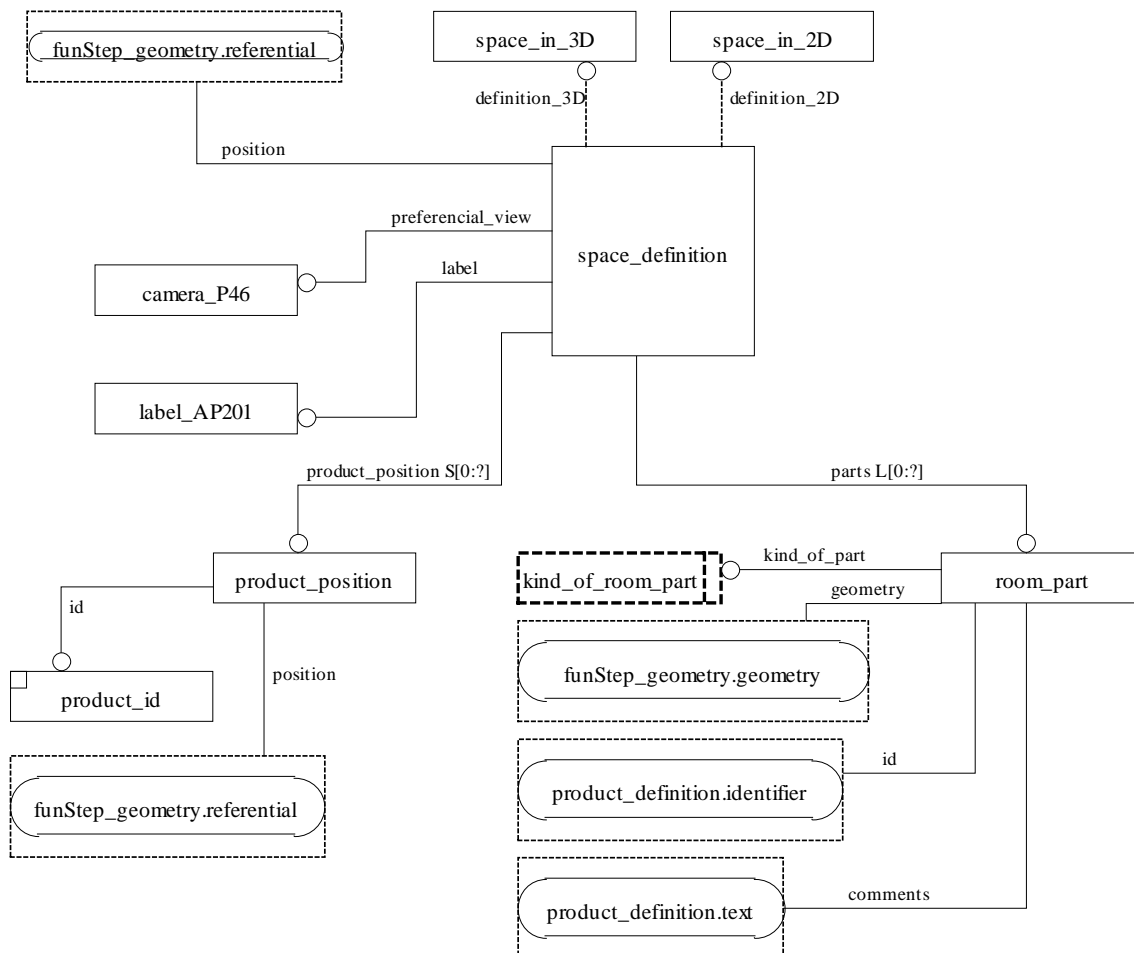 funStep_geometry.referential
space_in_3D
space_in_2D
definition_3D
definition_2D
position
preferencial_view
space_definition
label
camera_P46
label_AP201
product_position S[0:?]
parts L[0:?]
product_position
kind_of_room_part
kind_of_part
room_part
id
geometry
position
funStep_geometry.geometry
product_id
id
funStep_geometry.referential
product_definition.identifier
comments
product_definition.text